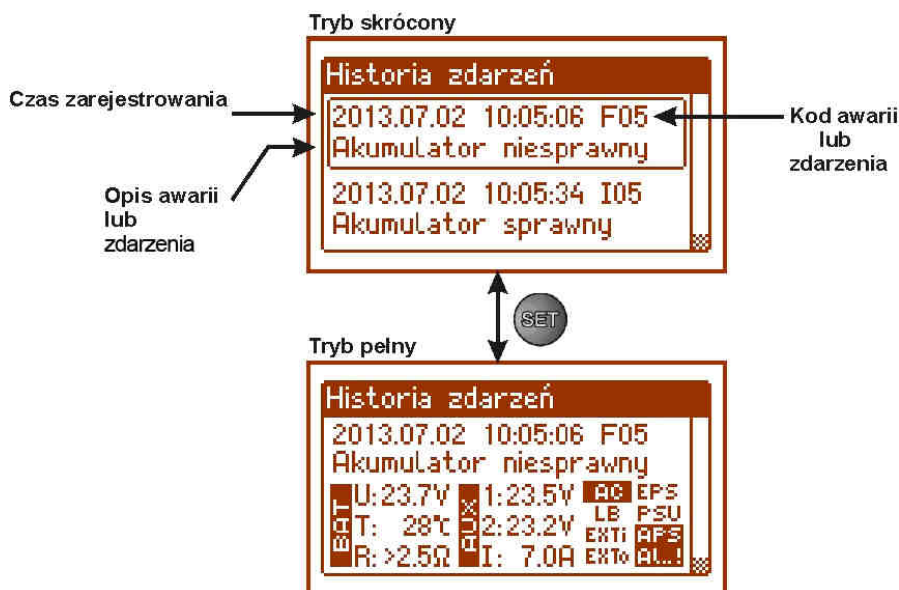 Tryb skrócony
Historia zdarzeń
Czas zarejestrowania
2013.07.02 10:05:06 F05
Akumulator niesprawny
Kod awarii
lub
zdarzenia
Opis awarii
lub
zdarzenia
2013.07.02 10:05:34 I05
Akumulator sprawny
SET
Tryb pełny
Historia zdarzeń
2013.07.02 10:05:06 F05
Akumulator niesprawny
BAT U:23.7V AUX 1:23.5V AC EPS
T: 28℃ 2:23.2V LB PSU
R: >2.5Ω I: 7.0A EXTi APS
EXTo AL...!